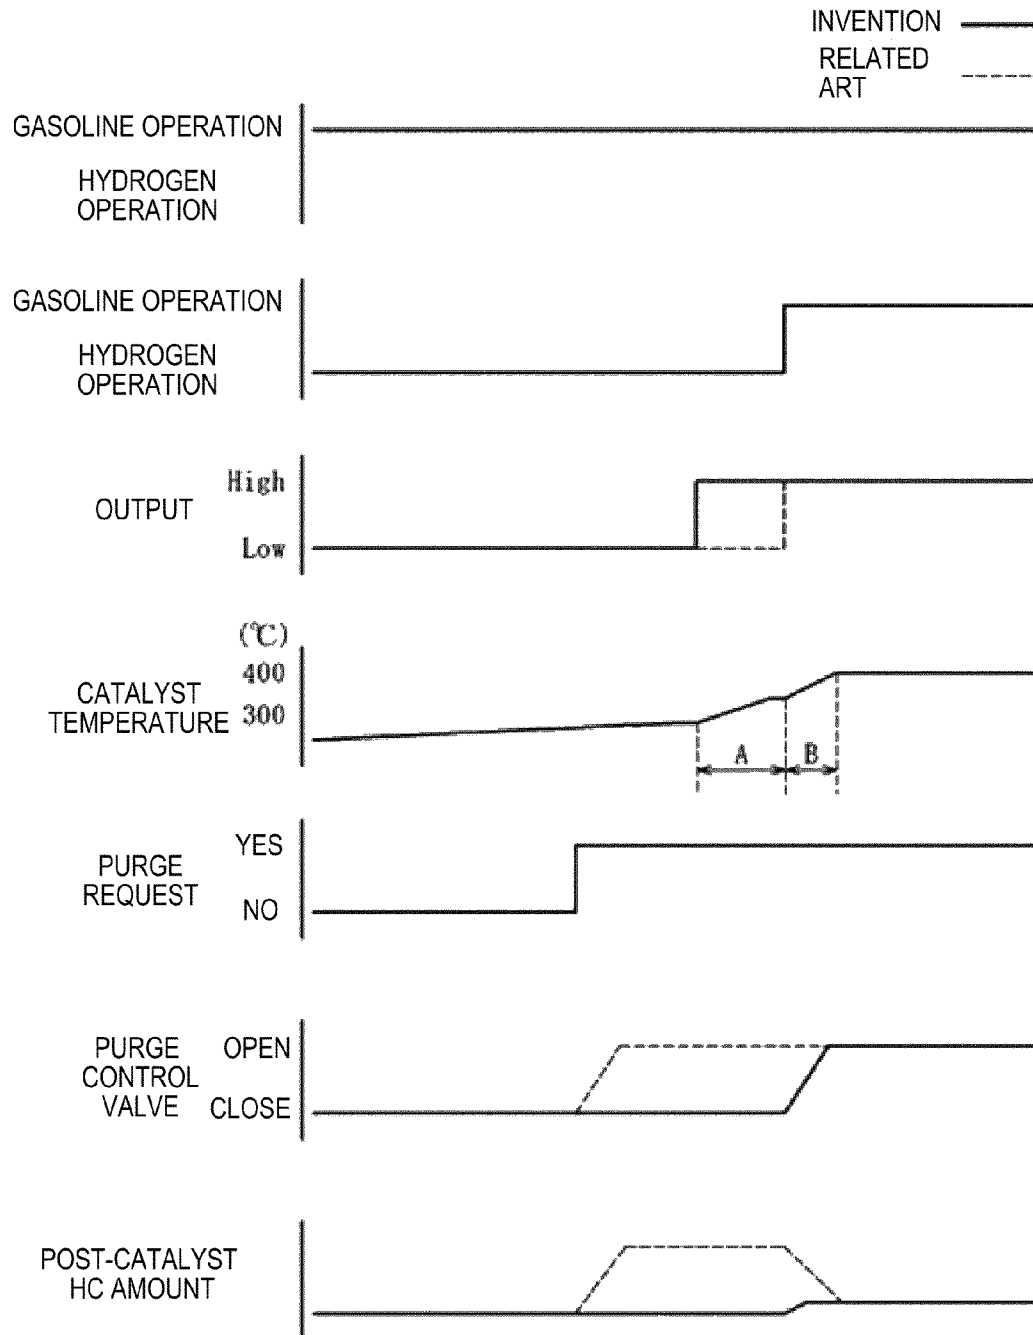 INVENTION
RELATED
ART
GASOLINE OPERATION
HYDROGEN
OPERATION
GASOLINE OPERATION
HYDROGEN
OPERATION
OUTPUT
High
Low
CATALYST
TEMPERATURE
(℃)
400
300
A
B
PURGE
REQUEST
YES
NO
PURGE
CONTROL
VALVE
OPEN
CLOSE
POST-CATALYST
HC AMOUNT